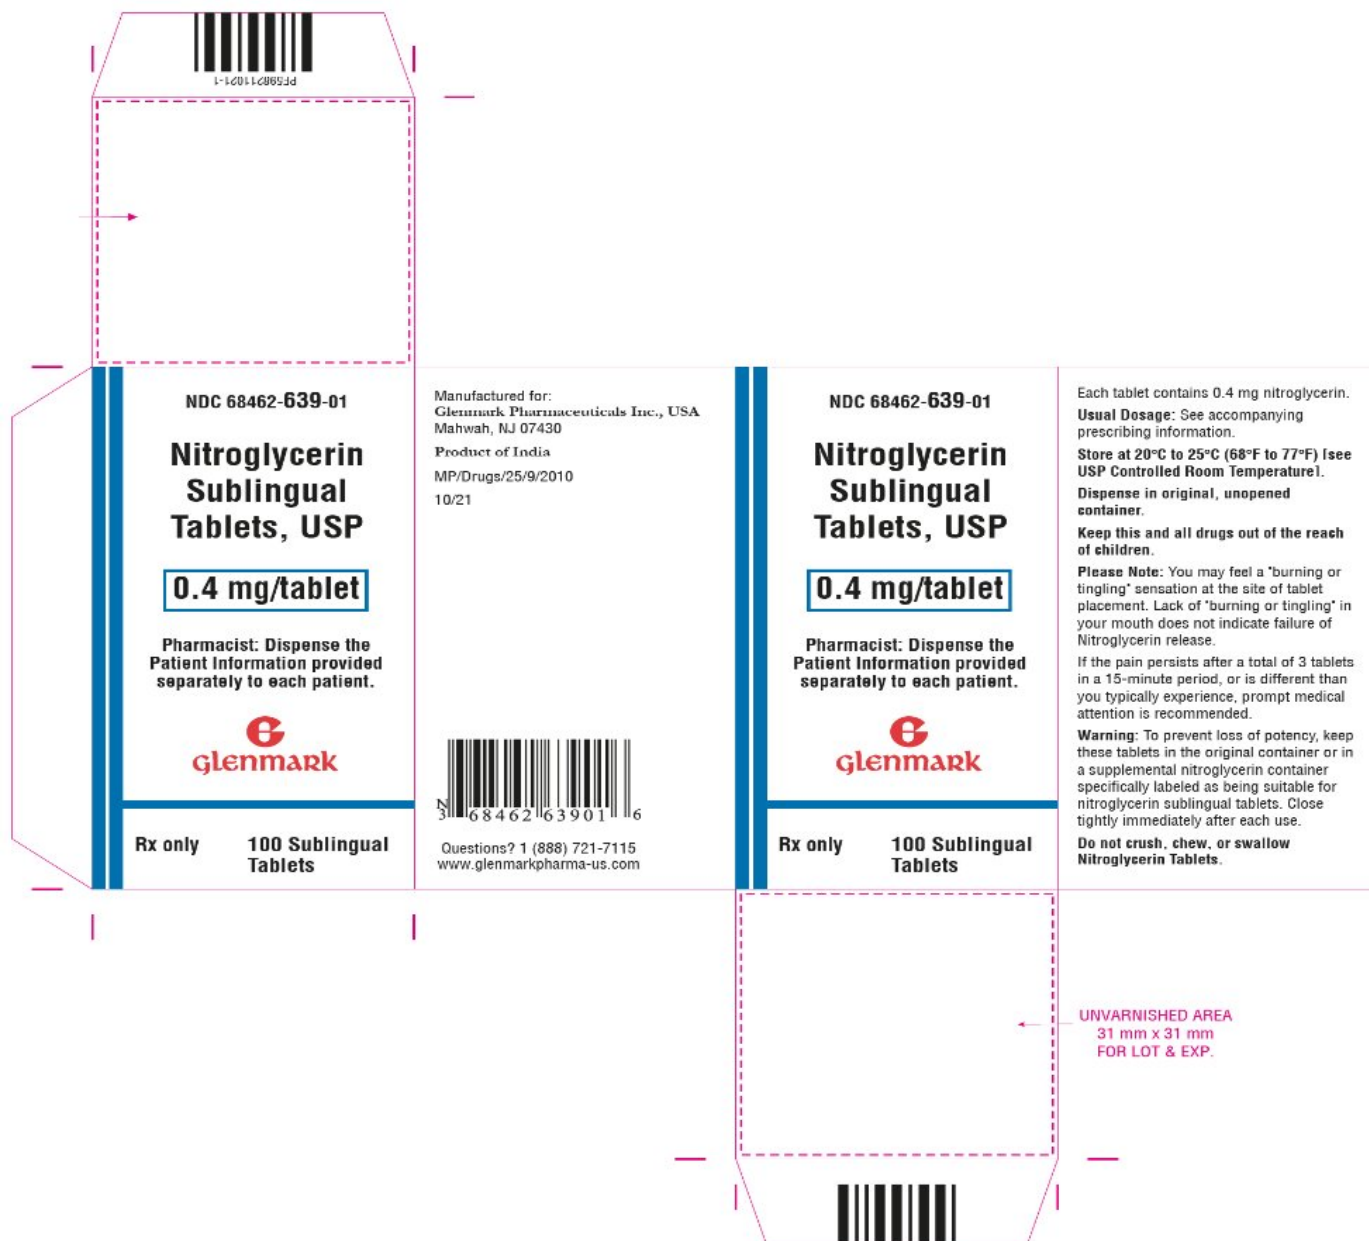 PF598211021-1
NDC 68462-639-01
Nitroglycerin
Sublingual
Tablets, USP
0.4 mg/tablet
Pharmacist: Dispense the
Patient Information provided
separately to each patient.
glenmark
Rx only
100 Sublingual
Tablets
Manufactured for:
Glenmark Pharmaceuticals Inc., USA
Mahwah, NJ 07430
Product of India
MP/Drugs/25/9/2010
10/21
N
3 68462 63901 6
Questions? 1 (888) 721-7115
www.glenmarkpharma-us.com
NDC 68462-639-01
Nitroglycerin
Sublingual
Tablets, USP
0.4 mg/tablet
Pharmacist: Dispense the
Patient Information provided
separately to each patient.
glenmark
Rx only
100 Sublingual
Tablets
Each tablet contains 0.4 mg nitroglycerin.
Usual Dosage: See accompanying
prescribing information.
Store at 20°C to 25°C (68°F to 77°F) [see
USP Controlled Room Temperature].
Dispense in original, unopened
container.
Keep this and all drugs out of the reach
of children.
Please Note: You may feel a "burning or
tingling" sensation at the site of tablet
placement. Lack of "burning or tingling" in
your mouth does not indicate failure of
Nitroglycerin release.
If the pain persists after a total of 3 tablets
in a 15-minute period, or is different than
you typically experience, prompt medical
attention is recommended.
Warning: To prevent loss of potency, keep
these tablets in the original container or in
a supplemental nitroglycerin container
specifically labeled as being suitable for
nitroglycerin sublingual tablets. Close
tightly immediately after each use.
Do not crush, chew, or swallow
Nitroglycerin Tablets.
UNVARNISHED AREA
31 mm x 31 mm
FOR LOT & EXP.